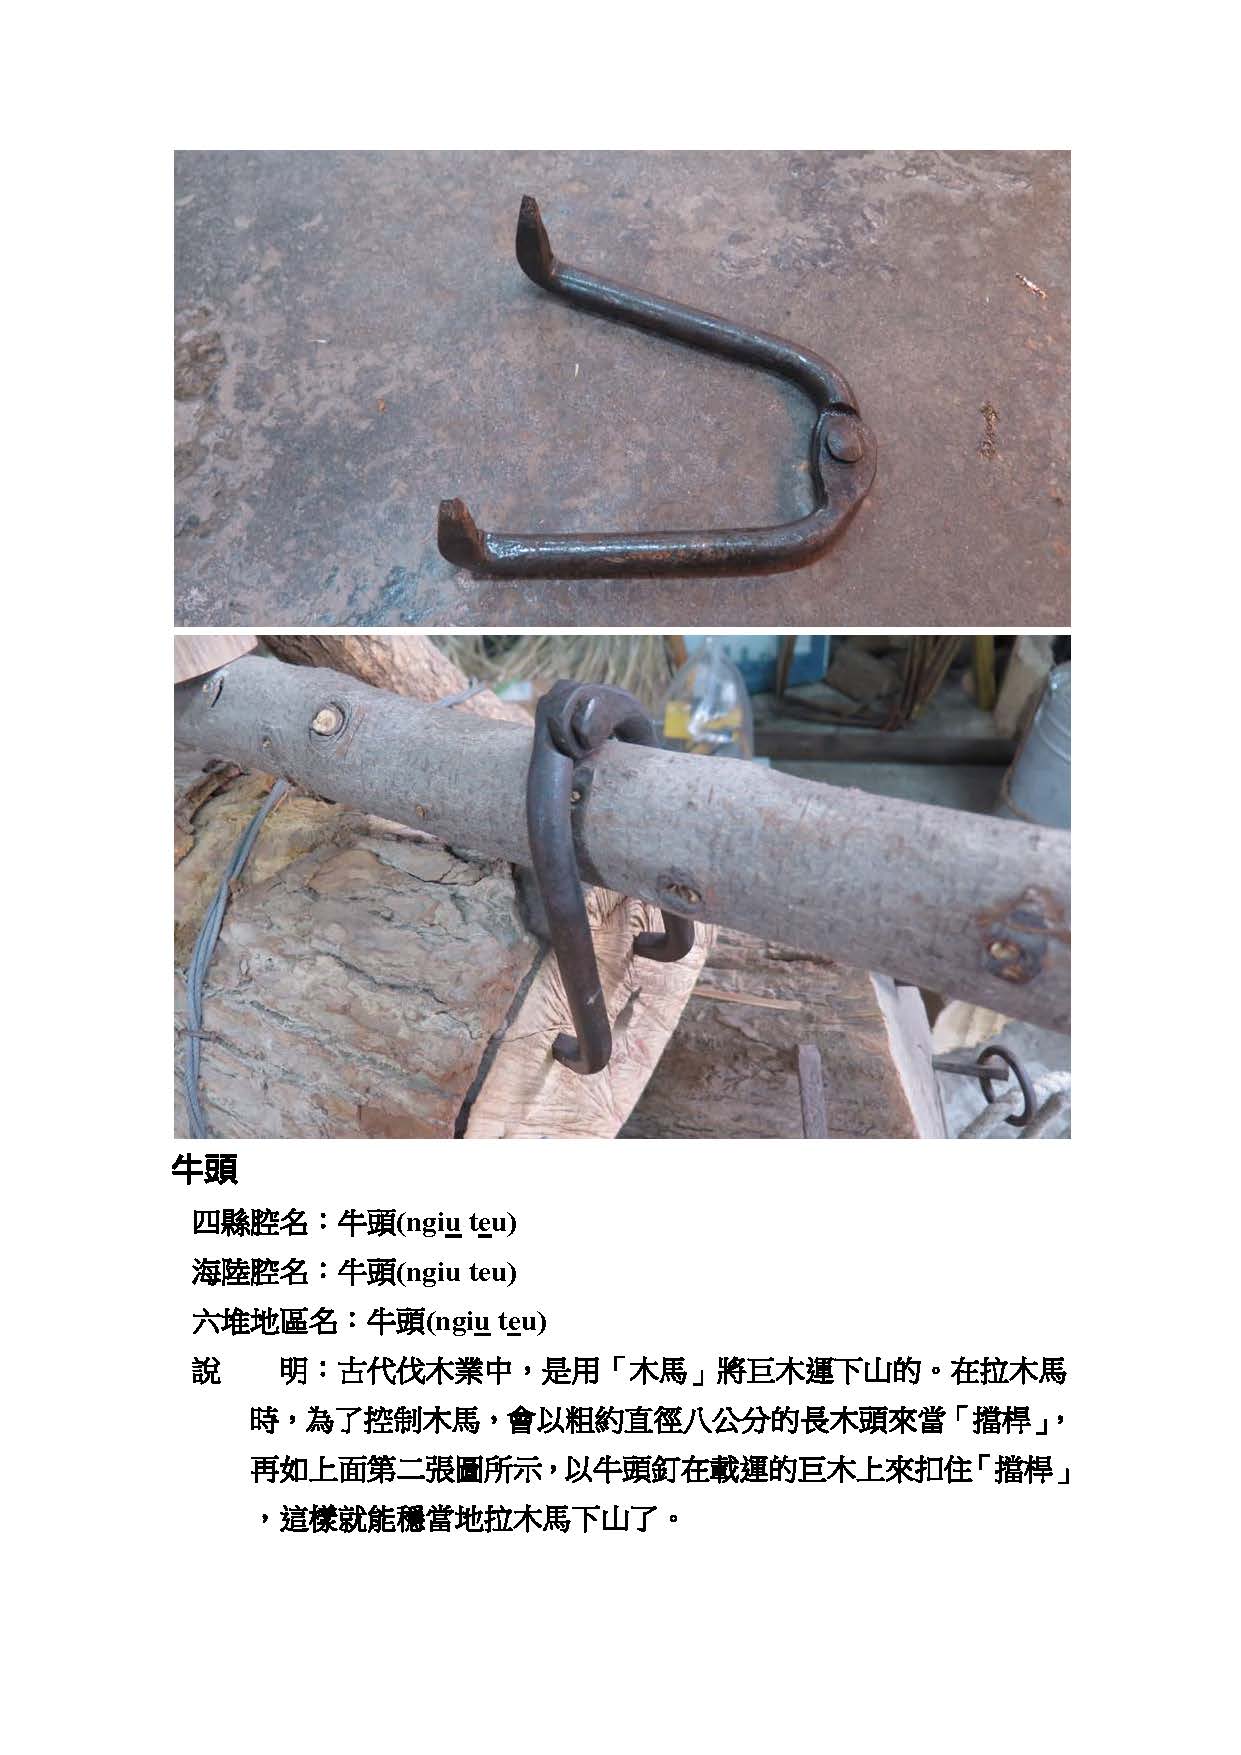 牛頭
四縣腔名：牛頭(ngiu teu)
海陸腔名：牛頭(ngiu teu)
六堆地區名：牛頭(ngiu teu)
說　　明：古代伐木業中，是用「木馬」將巨木運下山的。在拉木馬
時，為了控制木馬，會以粗約直徑八公分的長木頭來當「擋桿」，
再如上面第二張圖所示，以牛頭釘在載運的巨木上來扣住「擋桿」
，這樣就能穩當地拉木馬下山了。